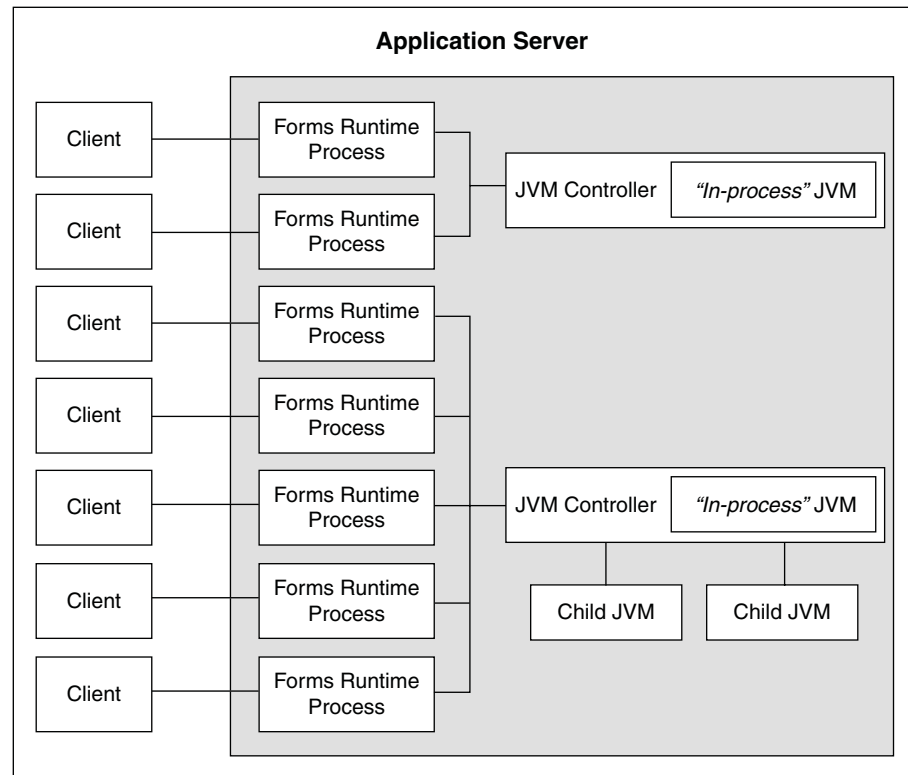 Application Server
Client
Forms Runtime
Process
Client
Forms Runtime
Process
JVM Controller
“In-process” JVM
Client
Forms Runtime
Process
Client
Forms Runtime
Process
Client
Forms Runtime
Process
JVM Controller
“In-process” JVM
Client
Forms Runtime
Process
Child JVM
Child JVM
Client
Forms Runtime
Process